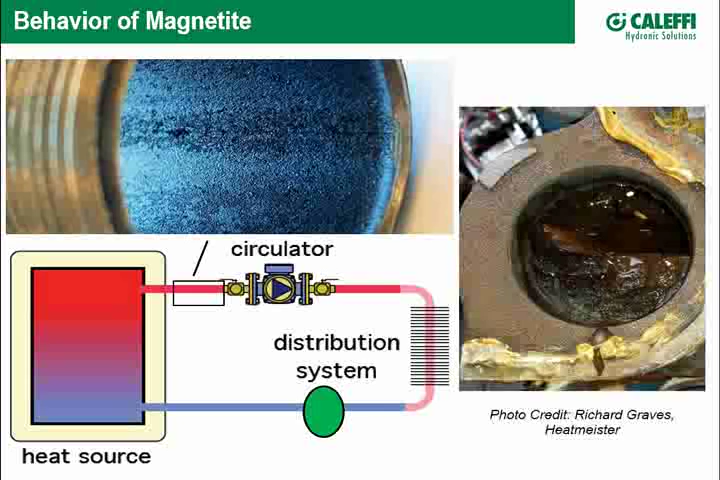 Behavior of Magnetite
CALEFFI
Hydronic Solutions
circulator
distribution
system
heat source
Photo Credit: Richard Graves,
Heatmeister